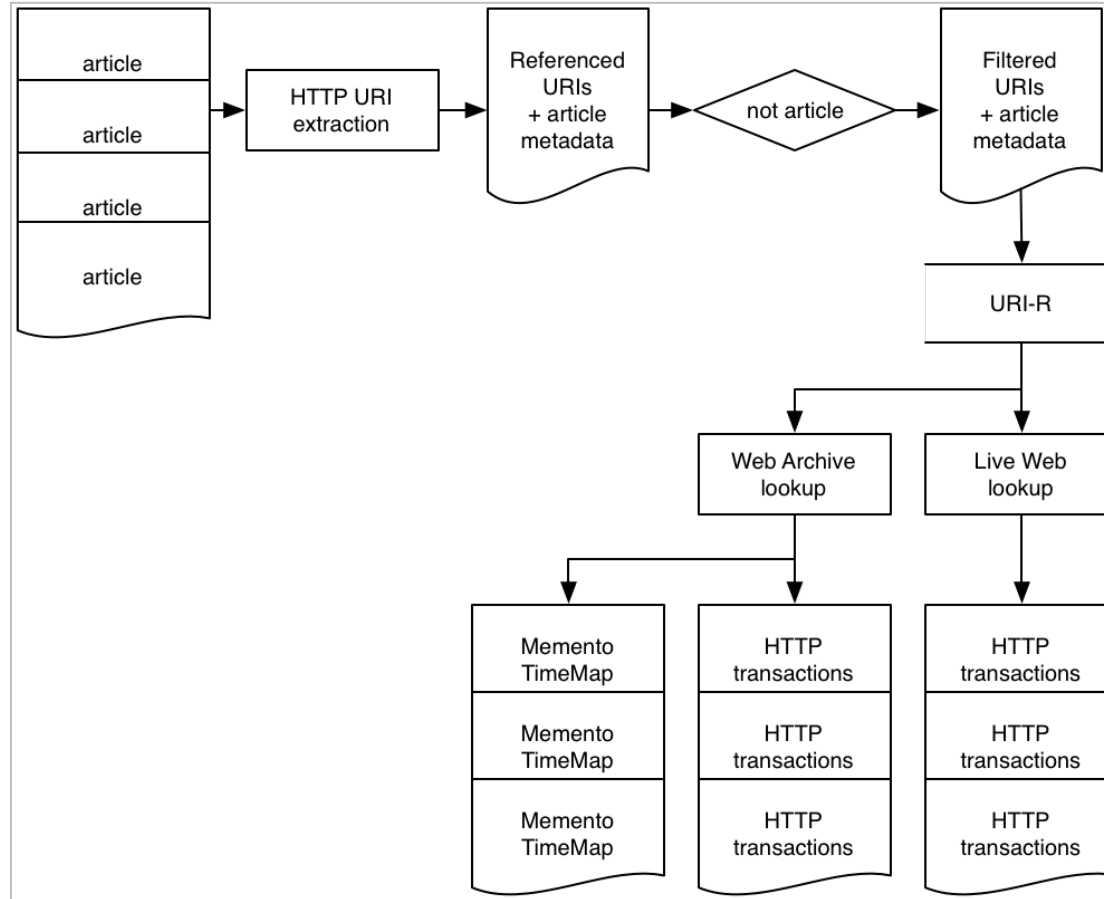 article
article
article
article
HTTP URI
extraction
Referenced
URIs
+ article
metadata
not article
Filtered
URIs
+ article
metadata
URI-R
Web Archive
lookup
Live Web
lookup
Memento
TimeMap
Memento
TimeMap
Memento
TimeMap
HTTP
transactions
HTTP
transactions
HTTP
transactions
HTTP
transactions
HTTP
transactions
HTTP
transactions